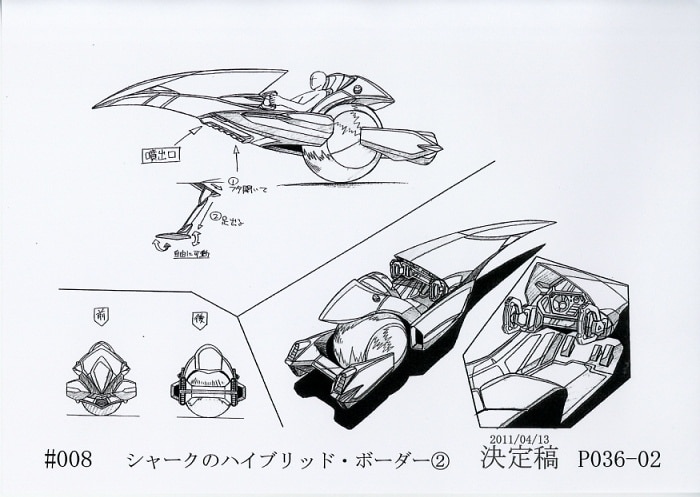 噴出口
①
フタ開いて
②足出る
自由に可動
前
後
2011/04/13
#008 シャークのハイブリッド・ボーダー② 決定稿 P036-02